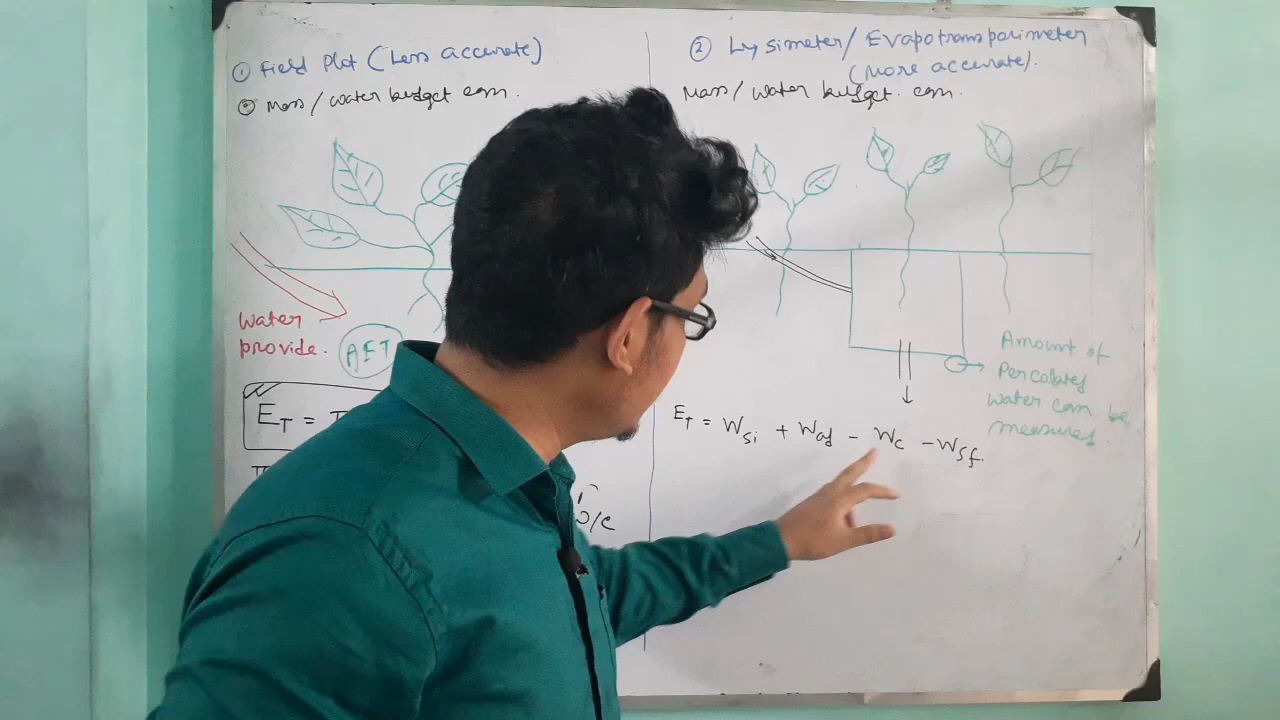 ① Field Plot (Less accurate)
⦿ Mass/water budget eqn.
water
provide.
AET
ET = I
o/c
② Lysimeter/Evapotransparimeter
(More accurate).
Mass/water budget. eqn.
Amount of
Percolated
water can be
measured.
ET = Wsi + Wad - Wc - Wsf.